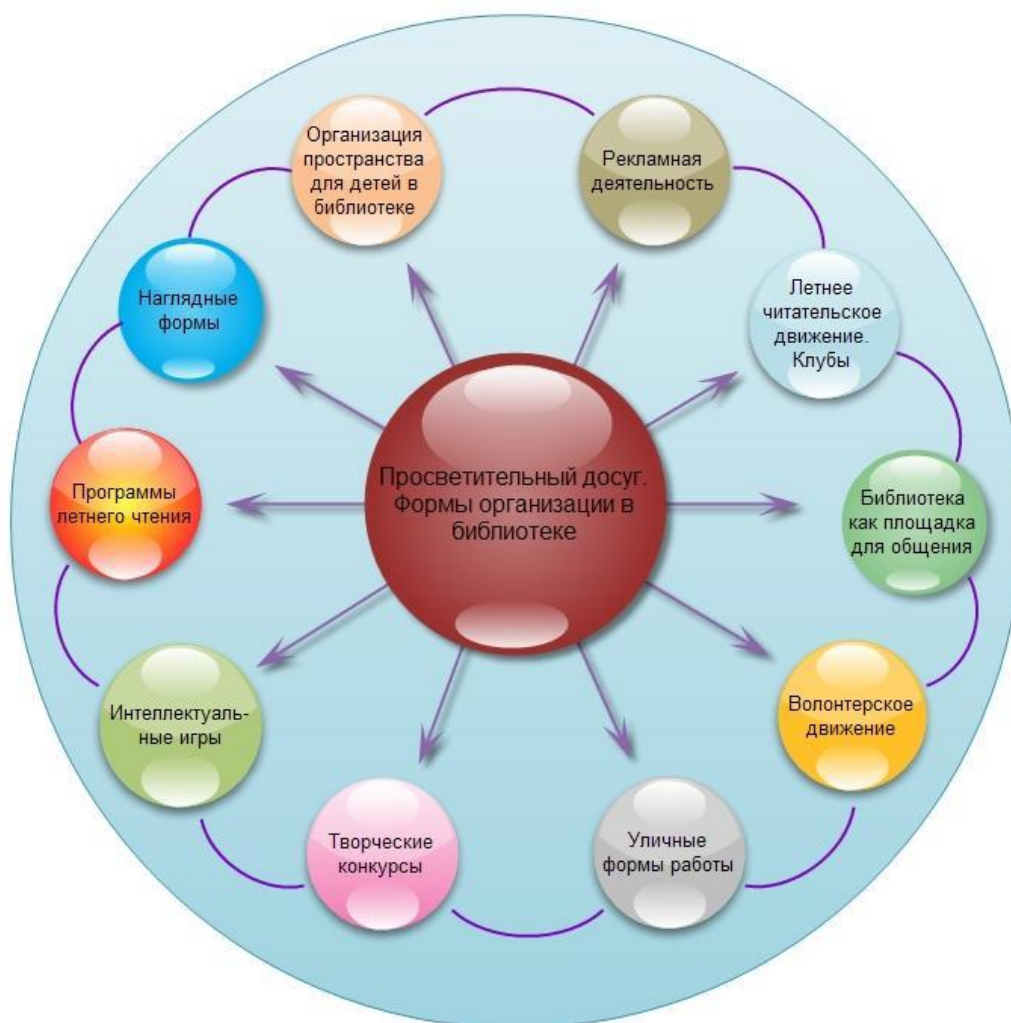 Организация
пространства
для детей в
библиотеке
Рекламная
деятельность
Наглядные
формы
Летнее
читательское
движение.
Клубы
Просветительный досуг.
Формы организации в
библиотеке
Программы
летнего чтения
Библиотека
как площадка
для общения
Интеллектуаль-
ные игры
Волонтерское
движение
Творческие
конкурсы
Уличные
формы работы